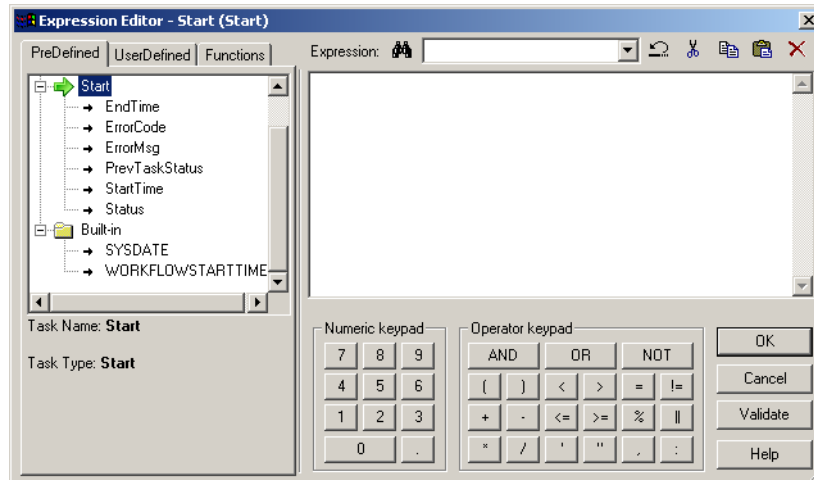 Expression Editor - Start (Start)
PreDefined UserDefined Functions
Expression:
Start
EndTime
ErrorCode
ErrorMsg
PrevTaskStatus
StartTime
Status
Built-in
SYSDATE
WORKFLOWSTARTTIME
Task Name: Start
Task Type: Start
Numeric keypad
7 8 9
4 5 6
1 2 3
0 .
Operator keypad
AND OR NOT
( ) < > = !=
+ - <= >= % ||
* / ' " , :
OK
Cancel
Validate
Help